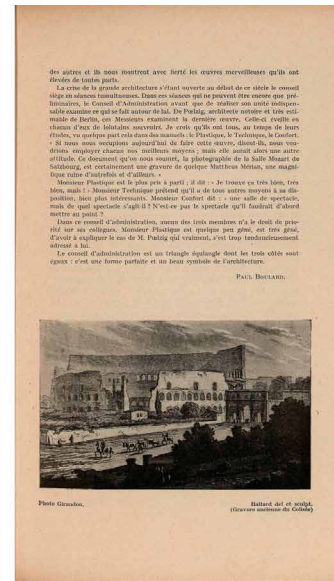 des autres et ils nous montrent avec fierté les œuvres merveilleuses qu'ils ont
élevées de toutes parts.
La crise de la grande architecture s'étant ouverte au début de ce siècle le conseil
siège en séances tumultueuses. Dans ces séances qui ne peuvent être encore que pré-
liminaires, le Conseil d'Administration avant que de réaliser son unité indispen-
sable examine ce qui se fait autour de lui. De Pœlzig, architecte notoire et très esti-
mable de Berlin, ces Messieurs examinent la dernière œuvre. Celle-ci éveille en
chacun d'eux de lointains souvenirs. Je crois qu'ils ont tous, au temps de leurs
études, vu quelque part cela dans des manuels : le Plastique, le Technique, le Confort.
« Si nous nous occupions aujourd'hui de faire cette œuvre, disent-ils, nous vou-
drions employer chacun nos meilleurs moyens ; mais elle aurait alors une autre
attitude. Ce document qu'on nous soumet, la photographie de la Salle Mozart de
Salzbourg, est certainement une gravure de quelque Mattheus Mérian, une magni-
fique ruine d'autrefois et d'ailleurs. »
Monsieur Plastique est le plus pris à parti ; il dit : « Je trouve ça très bien, très
bien, mais ! » Monsieur Technique prétend qu'il a de tous autres moyens à sa dis-
position, bien plus intéressants. Monsieur Confort dit : « une salle de spectacle,
mais de quel spectacle s'agit-il ? N'est-ce pas le spectacle qu'il faudrait d'abord
mettre au point ?
Dans ce conseil d'administration, aucun des trois membres n'a le droit de prio-
rité sur ses collègues. Monsieur Plastique est quelque peu gêné, est très gêné,
d'avoir à expliquer le cas de M. Pœlzig qui vraiment, s'est trop tendancieusement
adressé à lui.
Le conseil d'administration est un triangle équiangle dont les trois côtés sont
égaux : c'est une forme parfaite et un beau symbole de l'architecture.
PAUL BOULARD.
Photo Giraudon.
Baltard del et sculpt.
(Gravure ancienne du Colisée)